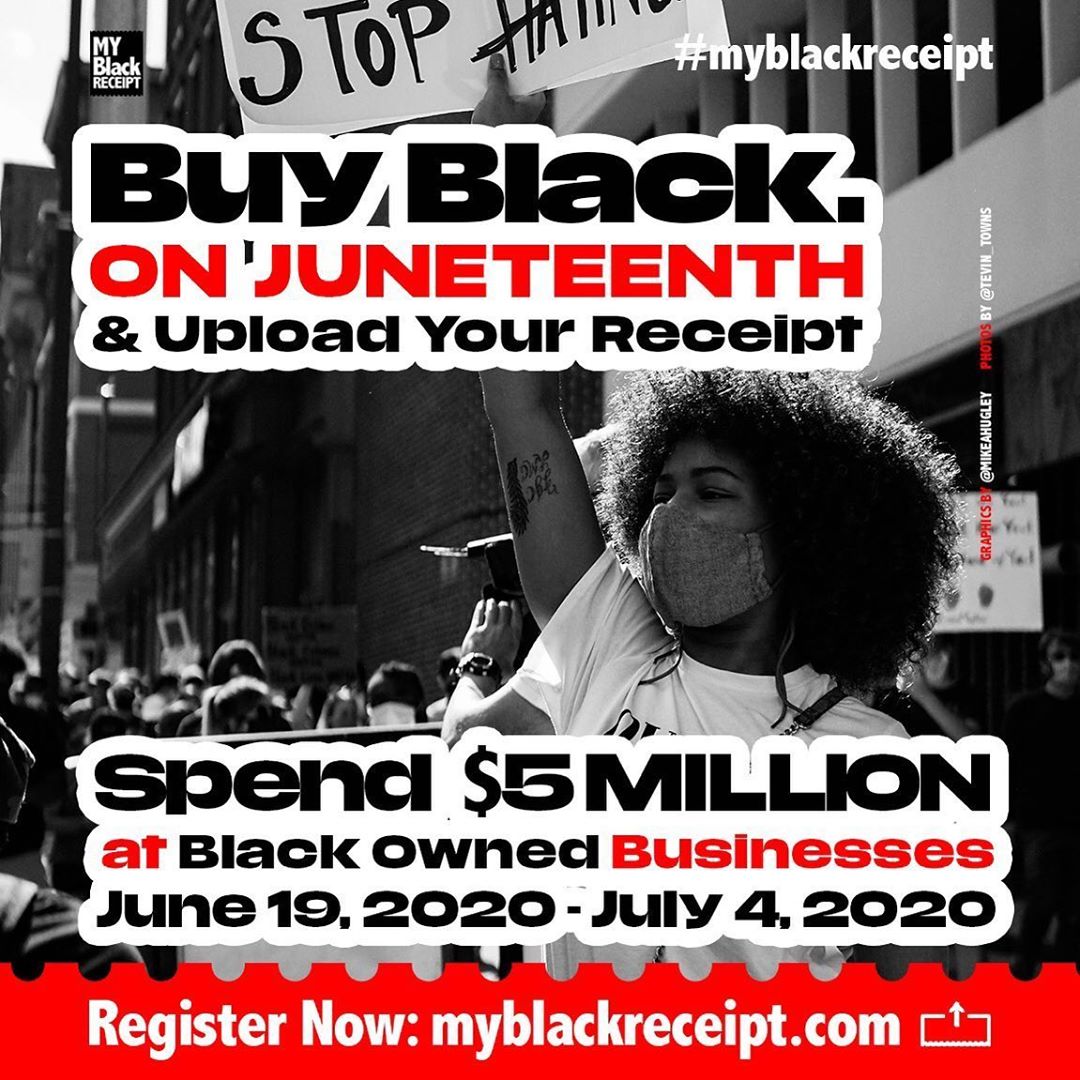 MY
Black
RECEIPT
STOP HATING
#myblackreceipt
Buy Black.
ON JUNETEENTH
& Upload Your Receipt
GRAPHICS BY @MIKEAHUGLEY PHOTOS BY @TEVIN_TOWNS
Spend $5 MILLION
at Black Owned Businesses
June 19, 2020 - July 4, 2020
Register Now: myblackreceipt.com